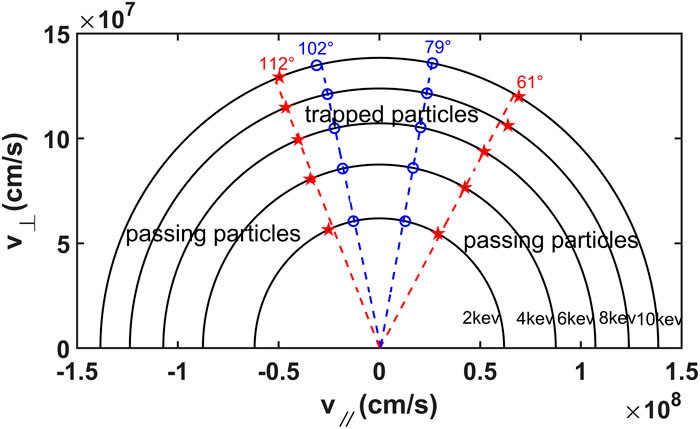 ×10⁷
15
10
5
0
v⊥ (cm/s)
112°
102°
79°
61°
trapped particles
passing particles
passing particles
2kev
4kev
6kev
8kev
10kev
-1.5
-1
-0.5
0
0.5
1
1.5
v// (cm/s)
×10⁸